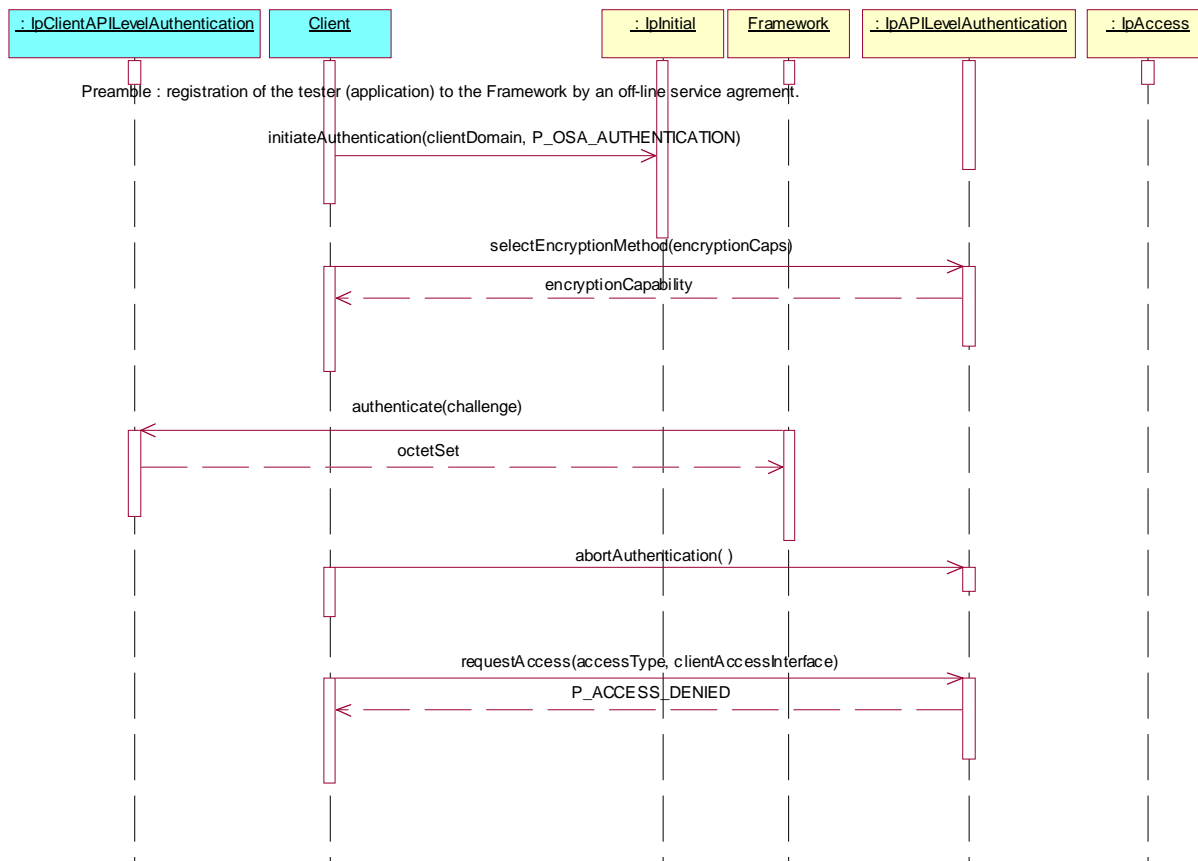 : IpClientAPILevelAuthentication
Client
: IpInitial
Framework
: IpAPILevelAuthentication
: IpAccess
Preamble : registration of the tester (application) to the Framework by an off-line service agrement.
initiateAuthentication(clientDomain, P_OSA_AUTHENTICATION)
selectEncryptionMethod(encryptionCaps)
encryptionCapability
authenticate(challenge)
octetSet
abortAuthentication( )
requestAccess(accessType, clientAccessInterface)
P_ACCESS_DENIED